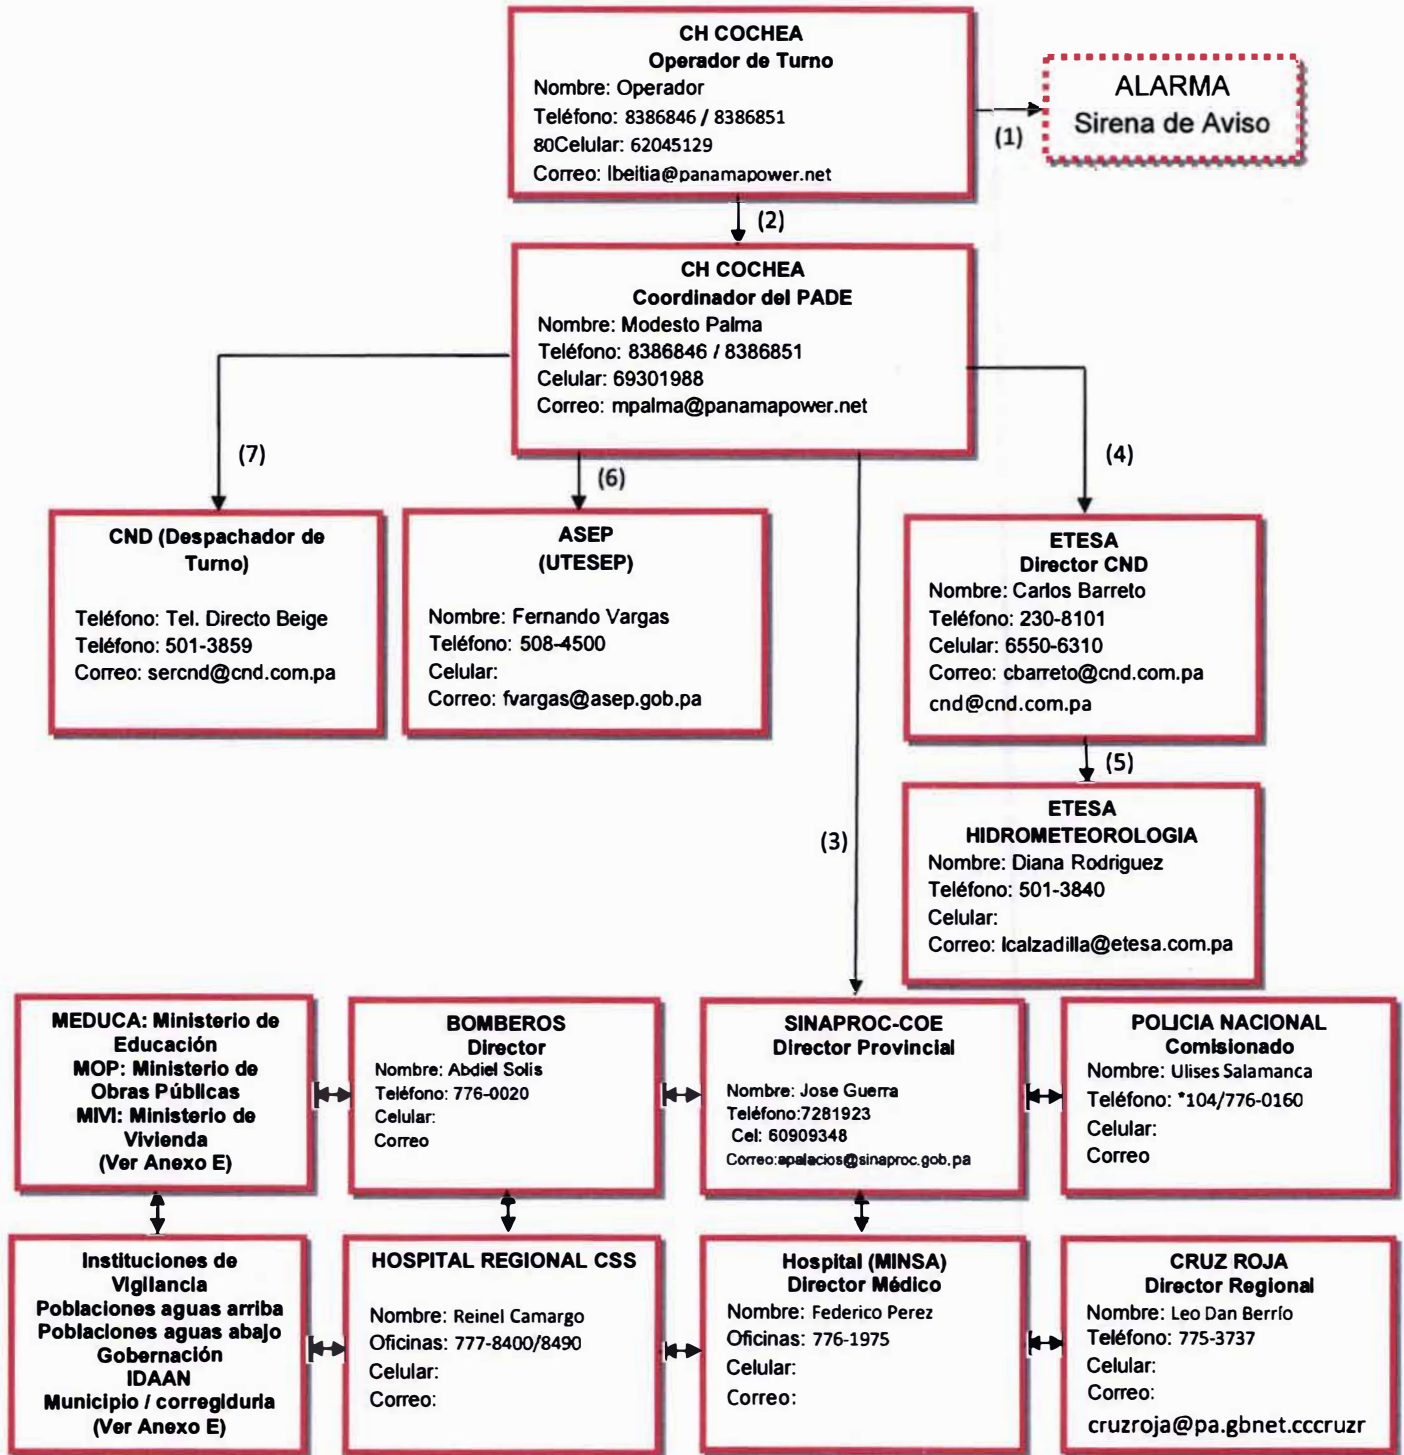 CH COCHEA
Operador de Turno
Nombre: Operador
Teléfono: 8386846 / 8386851
80Celular: 62045129
Correo: lbeitia@panamapower.net
ALARMA
Sirena de Aviso
(1)
(2)
CH COCHEA
Coordinador del PADE
Nombre: Modesto Palma
Teléfono: 8386846 / 8386851
Celular: 69301988
Correo: mpalma@panamapower.net
(7)
(6)
(4)
CND (Despachador de
Turno)
Teléfono: Tel. Directo Beige
Teléfono: 501-3859
Correo: sercnd@cnd.com.pa
ASEP
(UTESEP)
Nombre: Fernando Vargas
Teléfono: 508-4500
Celular:
Correo: fvargas@asep.gob.pa
ETESA
Director CND
Nombre: Carlos Barreto
Teléfono: 230-8101
Celular: 6550-6310
Correo: cbarreto@cnd.com.pa
cnd@cnd.com.pa
(5)
(3)
ETESA
HIDROMETEOROLOGIA
Nombre: Diana Rodriguez
Teléfono: 501-3840
Celular:
Correo: lcalzadilla@etesa.com.pa
MEDUCA: Ministerio de
Educación
MOP: Ministerio de
Obras Públicas
MIVI: Ministerio de
Vivienda
(Ver Anexo E)
BOMBEROS
Director
Nombre: Abdiel Solís
Teléfono: 776-0020
Celular:
Correo
SINAPROC-COE
Director Provincial
Nombre: Jose Guerra
Teléfono:7281923
Cel: 60909348
Correo:apalacios@sinaproc.gob.pa
POLICIA NACIONAL
Comisionado
Nombre: Ulises Salamanca
Teléfono: *104/776-0160
Celular:
Correo
Instituciones de
Vigilancia
Poblaciones aguas arriba
Poblaciones aguas abajo
Gobernación
IDAAN
Municipio / corregiduria
(Ver Anexo E)
HOSPITAL REGIONAL CSS
Nombre: Reinel Camargo
Oficinas: 777-8400/8490
Celular:
Correo:
Hospital (MINSA)
Director Médico
Nombre: Federico Perez
Oficinas: 776-1975
Celular:
Correo:
CRUZ ROJA
Director Regional
Nombre: Leo Dan Berrío
Teléfono: 775-3737
Celular:
Correo:
cruzroja@pa.gbnet.cccruzr